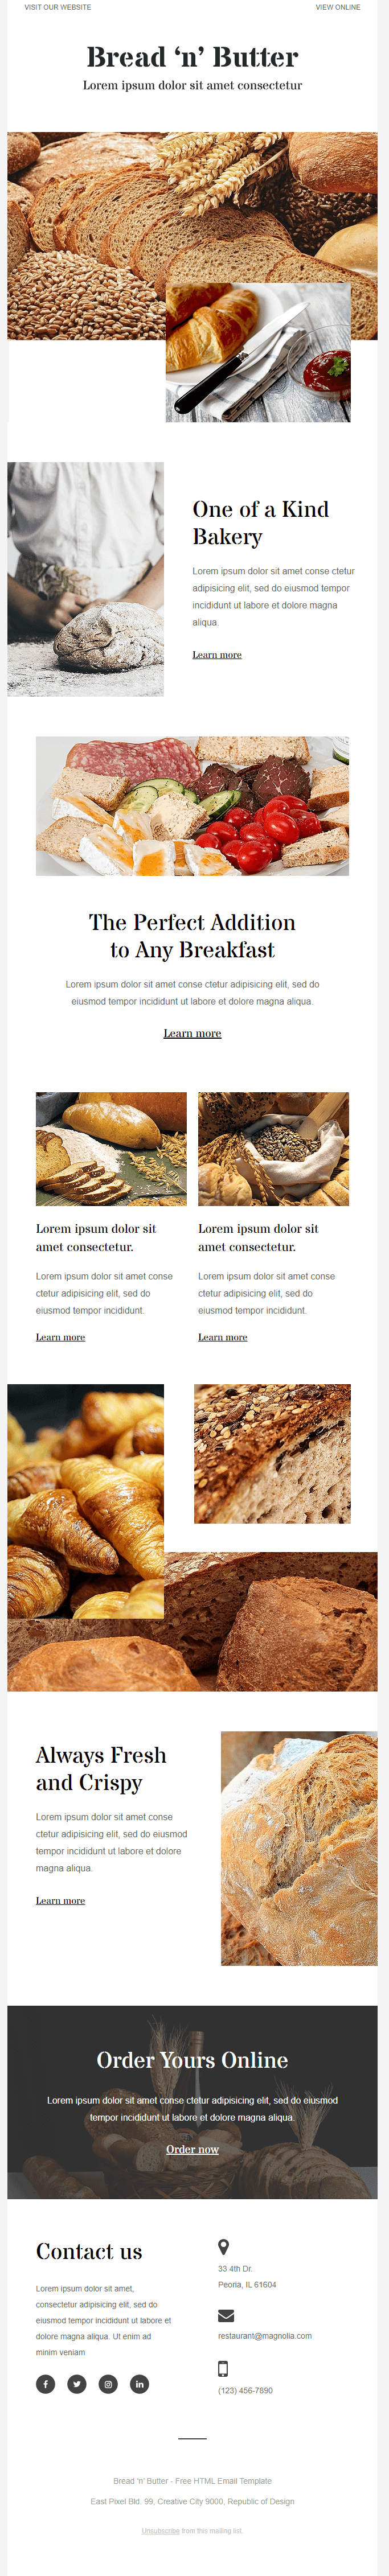 VISIT OUR WEBSITE
VIEW ONLINE
Bread ‘n’ Butter
Lorem ipsum dolor sit amet consectetur
One of a Kind
Bakery
Lorem ipsum dolor sit amet conse ctetur
adipisicing elit, sed do eiusmod tempor
incididunt ut labore et dolore magna
aliqua.
Learn more
The Perfect Addition
to Any Breakfast
Lorem ipsum dolor sit amet conse ctetur adipisicing elit, sed do
eiusmod tempor incididunt ut labore et dolore magna aliqua.
Learn more
Lorem ipsum dolor sit
amet consectetur.
Lorem ipsum dolor sit amet conse
ctetur adipisicing elit, sed do
eiusmod tempor incididunt.
Learn more
Lorem ipsum dolor sit
amet consectetur.
Lorem ipsum dolor sit amet conse
ctetur adipisicing elit, sed do
eiusmod tempor incididunt.
Learn more
Always Fresh
and Crispy
Lorem ipsum dolor sit amet conse
ctetur adipisicing elit, sed do eiusmod
tempor incididunt ut labore et dolore
magna aliqua.
Learn more
Order Yours Online
Lorem ipsum dolor sit amet conse ctetur adipisicing elit, sed do eiusmod
tempor incididunt ut labore et dolore magna aliqua.
Order now
Contact us
Lorem ipsum dolor sit amet,
consectetur adipisicing elit, sed do
eiusmod tempor incididunt ut labore et
dolore magna aliqua. Ut enim ad
minim veniam
33 4th Dr.
Peoria, IL 61604
restaurant@magnolia.com
(123) 456-7890
Bread ‘n’ Butter - Free HTML Email Template
East Pixel Bld. 99, Creative City 9000, Republic of Design
Unsubscribe from this mailing list.